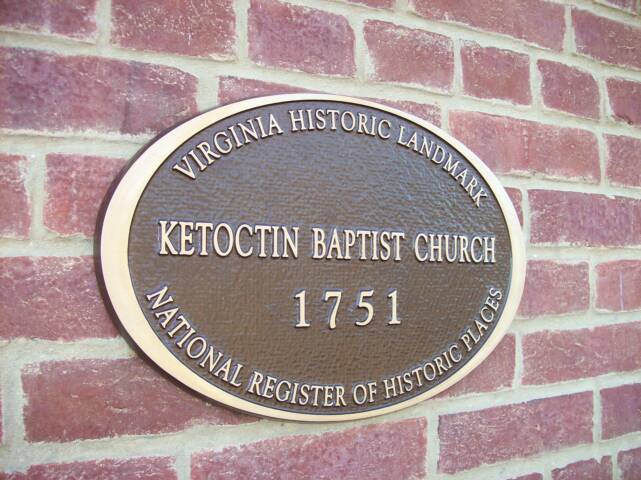 VIRGINIA HISTORIC LANDMARK
KETOCTIN BAPTIST CHURCH
1751
NATIONAL REGISTER OF HISTORIC PLACES